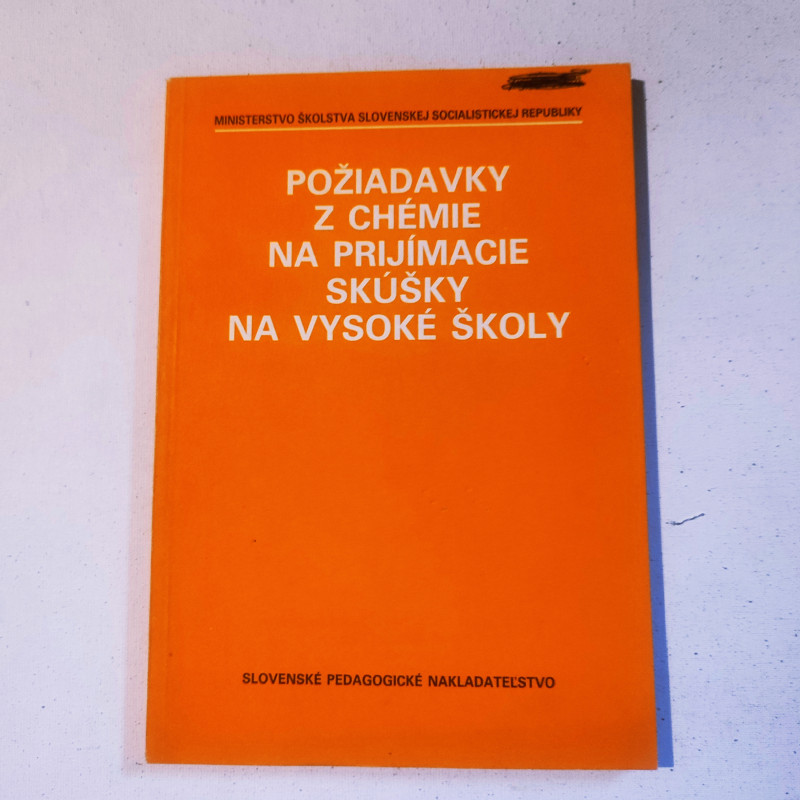 MINISTERSTVO ŠKOLSTVA SLOVENSKEJ SOCIALISTICKEJ REPUBLIKY
POŽIADAVKY
Z CHÉMIE
NA PRIJÍMACIE
SKÚŠKY
NA VYSOKÉ ŠKOLY
SLOVENSKÉ PEDAGOGICKÉ NAKLADATEĽSTVO